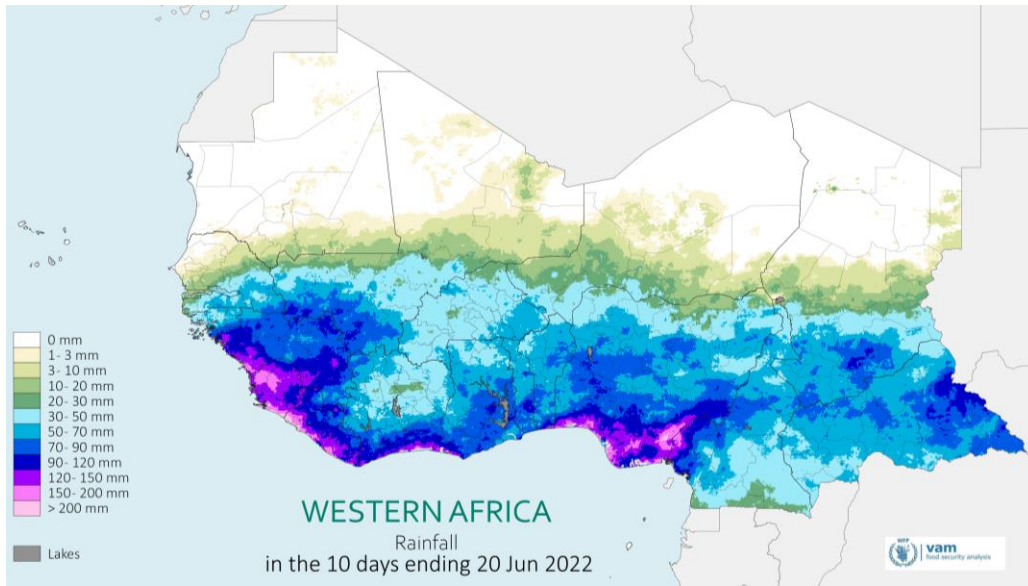 0 mm
1- 3 mm
3- 10 mm
10- 20 mm
20- 30 mm
30- 50 mm
50- 70 mm
70- 90 mm
90- 120 mm
120- 150 mm
150- 200 mm
> 200 mm
Lakes
WESTERN AFRICA
Rainfall
in the 10 days ending 20 Jun 2022
WFP
vam
food security analysis